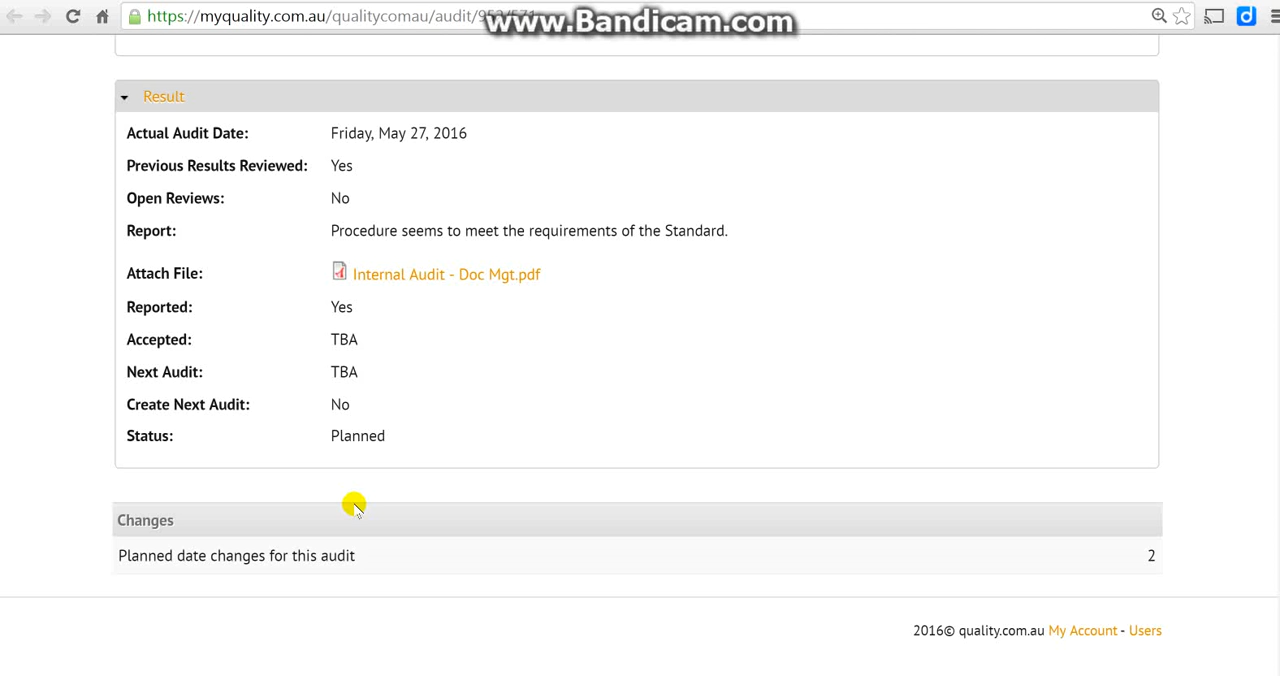 https://myquality.com.au/qualitycomau/audit/953/571
www.Bandicam.com
Result
Actual Audit Date: Friday, May 27, 2016
Previous Results Reviewed: Yes
Open Reviews: No
Report: Procedure seems to meet the requirements of the Standard.
Attach File: Internal Audit - Doc Mgt.pdf
Reported: Yes
Accepted: TBA
Next Audit: TBA
Create Next Audit: No
Status: Planned
Changes
Planned date changes for this audit 2
2016© quality.com.au My Account - Users